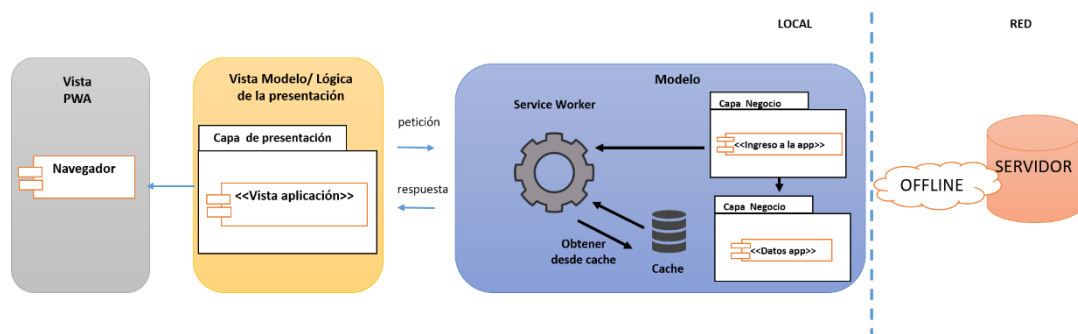 LOCAL
RED
Vista
PWA
Navegador
Vista Modelo/ Lógica
de la presentación
Capa de presentación
<<Vista aplicación>>
petición
respuesta
Modelo
Service Worker
Obtener
desde cache
Cache
Capa Negocio
<<Ingreso a la app>>
Capa Negocio
<<Datos app>>
OFFLINE
SERVIDOR